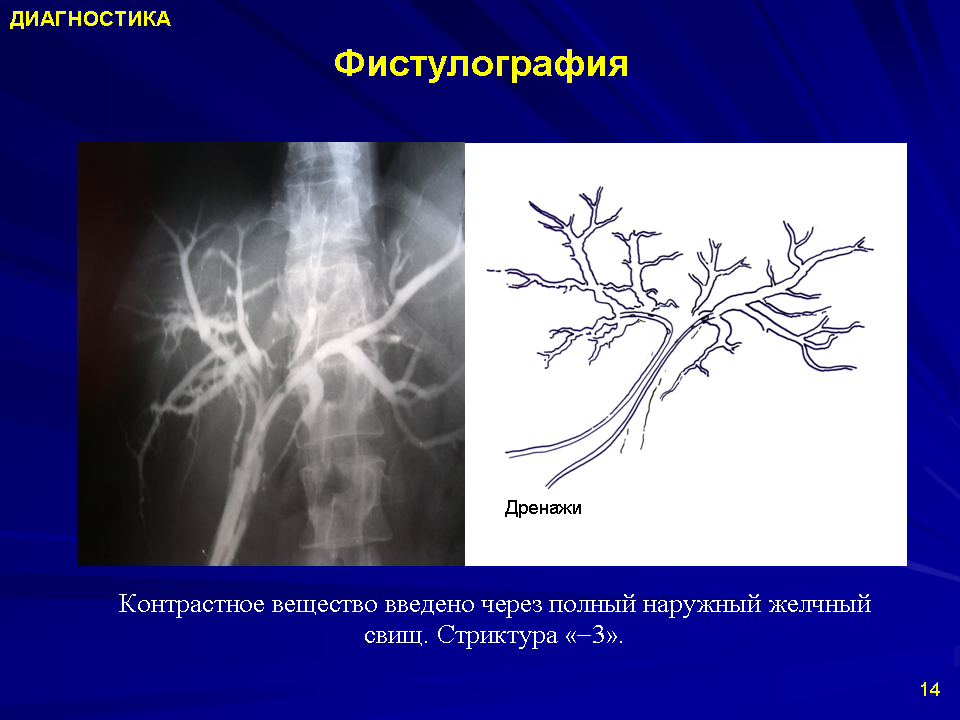 ДИАГНОСТИКА
Фистулография
Дренажи
Контрастное вещество введено через полный наружный желчный
свищ. Стриктура «−3».
14